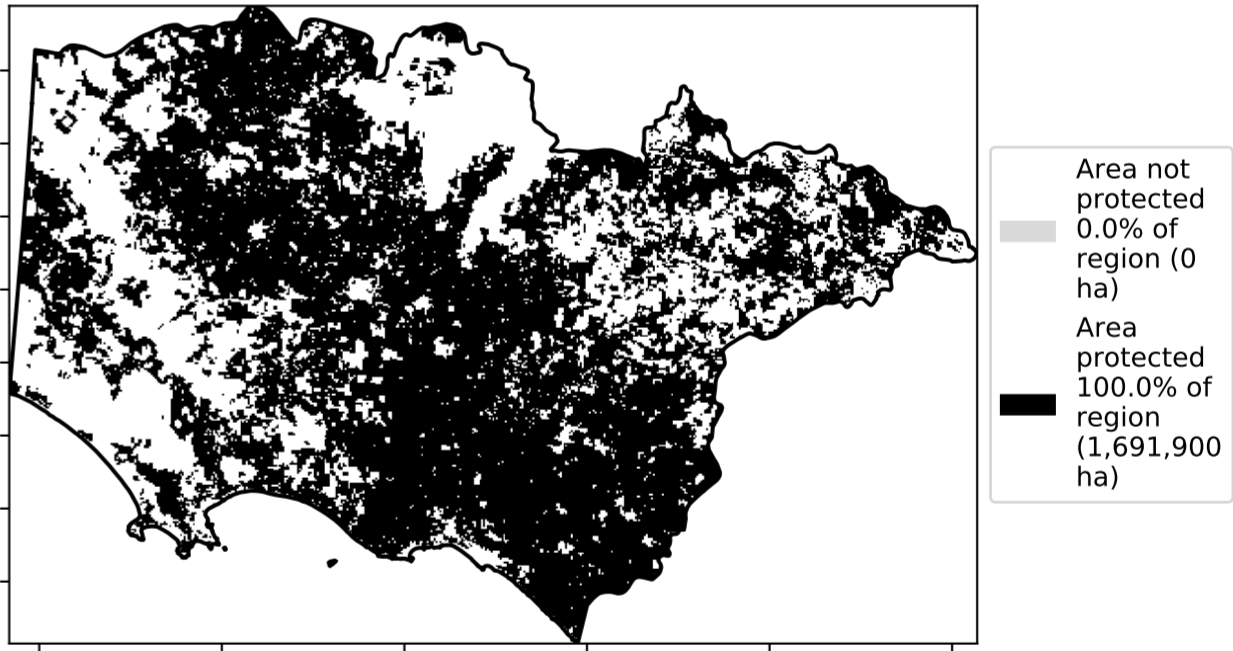 Area not
protected
0.0% of
region (0
ha)
Area
protected
100.0% of
region
(1,691,900
ha)